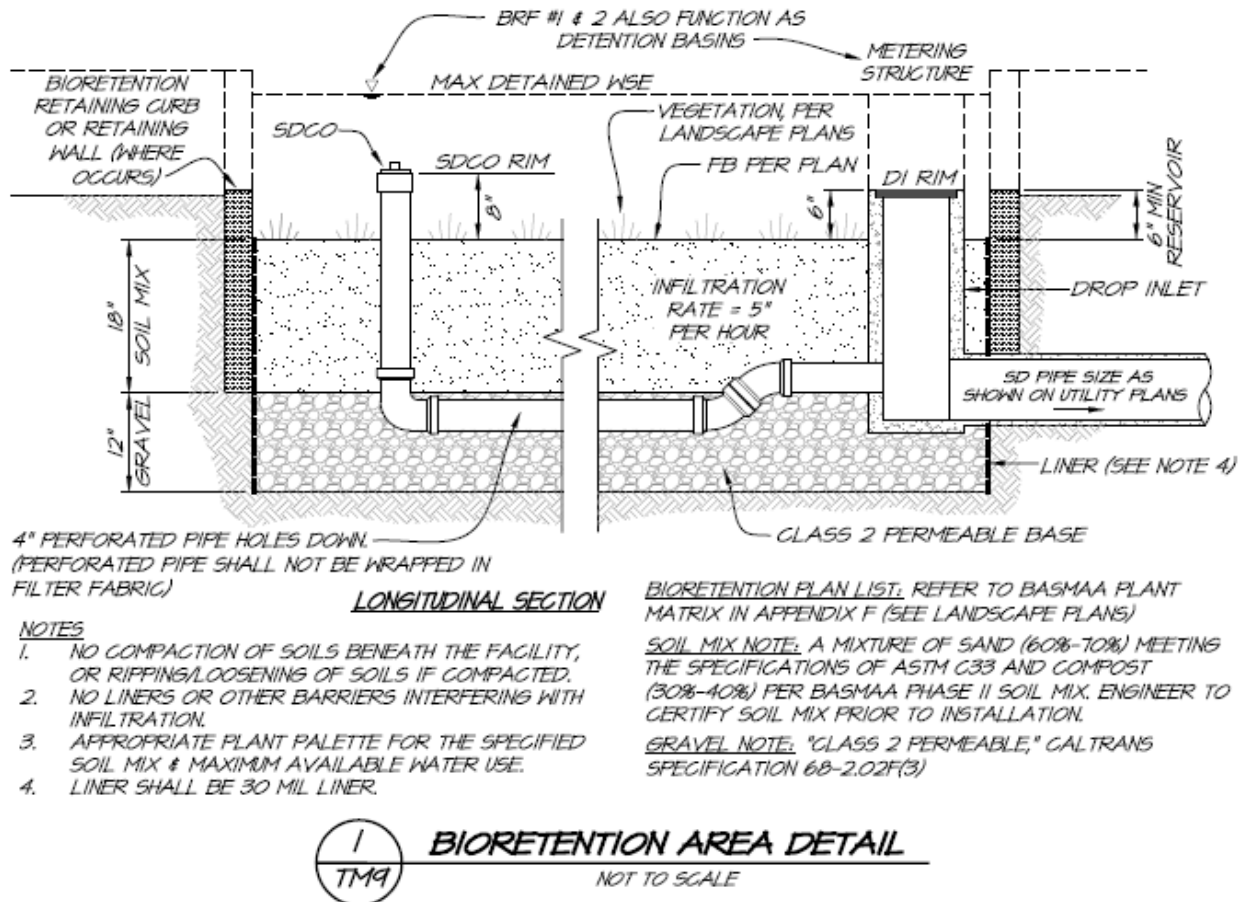 BRF #1 & 2 ALSO FUNCTION AS
DETENTION BASINS
METERING
STRUCTURE
BIORETENTION
RETAINING CURB
OR RETAINING
WALL (WHERE
OCCURS)
MAX DETAINED WSE
SDCO
SDCO RIM
VEGETATION, PER
LANDSCAPE PLANS
FB PER PLAN
DI RIM
8"
6"
6" MIN
RESERVOIR
18"
SOIL MIX
INFILTRATION
RATE = 5"
PER HOUR
DROP INLET
SD PIPE SIZE AS
SHOWN ON UTILITY PLANS
12"
GRAVEL
LINER (SEE NOTE 4)
CLASS 2 PERMEABLE BASE
4" PERFORATED PIPE HOLES DOWN.
(PERFORATED PIPE SHALL NOT BE WRAPPED IN
FILTER FABRIC)
LONGITUDINAL SECTION
NOTES
1. NO COMPACTION OF SOILS BENEATH THE FACILITY,
OR RIPPING/LOOSENING OF SOILS IF COMPACTED.
2. NO LINERS OR OTHER BARRIERS INTERFERING WITH
INFILTRATION.
3. APPROPRIATE PLANT PALETTE FOR THE SPECIFIED
SOIL MIX & MAXIMUM AVAILABLE WATER USE.
4. LINER SHALL BE 30 MIL LINER.
BIORETENTION PLAN LIST: REFER TO BASMAA PLANT
MATRIX IN APPENDIX F (SEE LANDSCAPE PLANS)
SOIL MIX NOTE: A MIXTURE OF SAND (60%-70%) MEETING
THE SPECIFICATIONS OF ASTM C33 AND COMPOST
(30%-40%) PER BASMAA PHASE II SOIL MIX. ENGINEER TO
CERTIFY SOIL MIX PRIOR TO INSTALLATION.
GRAVEL NOTE: "CLASS 2 PERMEABLE," CALTRANS
SPECIFICATION 68-2.02F(3)
1
TM9
BIORETENTION AREA DETAIL
NOT TO SCALE